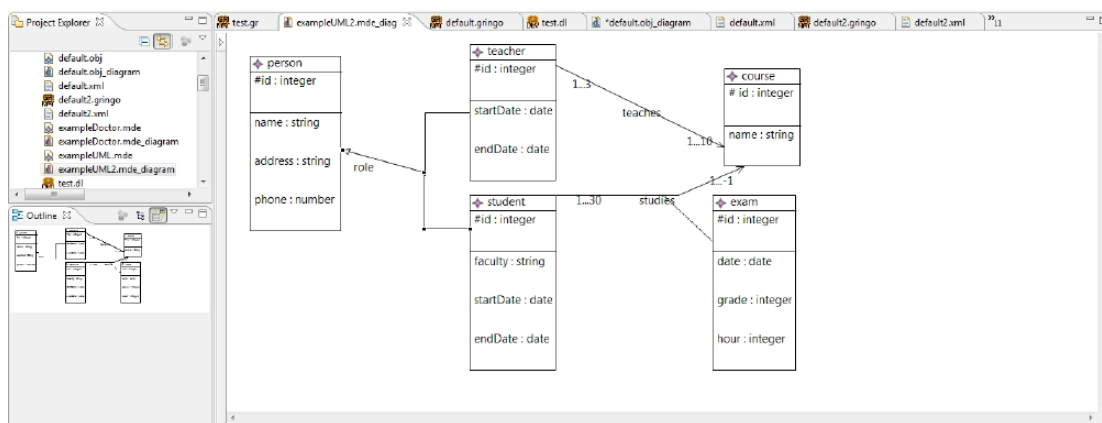 Project Explorer
test.gr
exampleUML2.mde_diag
default.gringo
test.dl
*default.obj_diagram
default.xml
default2.gringo
default2.xml
»11
default.obj
default.obj_diagram
default.xml
default2.gringo
default2.xml
exampleDoctor.mde
exampleDoctor.mde_diagram
exampleUML.mde
exampleUML2.mde_diagram
test.dl
Outline
person
#id : integer
name : string
address : string
phone : number
role
teacher
#id : integer
startDate : date
endDate : date
1...3
teaches
1...10
course
# id : integer
name : string
1...-1
student
#id : integer
faculty : string
startDate : date
endDate : date
1...30
studies
exam
#id : integer
date : date
grade : integer
hour : integer